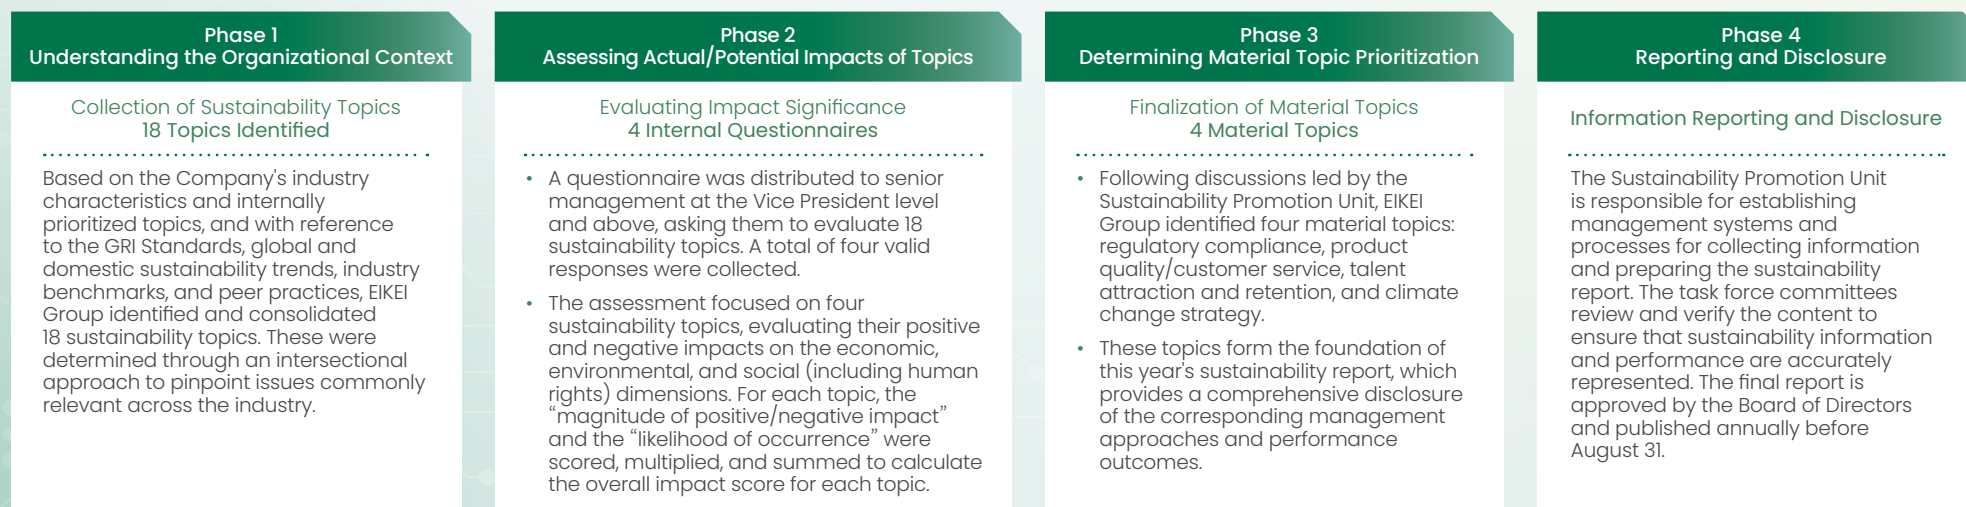 Phase 1
Understanding the Organizational Context
Collection of Sustainability Topics
18 Topics Identified
Based on the Company's industry
characteristics and internally
prioritized topics, and with reference
to the GRI Standards, global and
domestic sustainability trends, industry
benchmarks, and peer practices, EIKEI
Group identified and consolidated
18 sustainability topics. These were
determined through an intersectional
approach to pinpoint issues commonly
relevant across the industry.
Phase 2
Assessing Actual/Potential Impacts of Topics
Evaluating Impact Significance
4 Internal Questionnaires
• A questionnaire was distributed to senior
management at the Vice President level
and above, asking them to evaluate 18
sustainability topics. A total of four valid
responses were collected.
• The assessment focused on four
sustainability topics, evaluating their positive
and negative impacts on the economic,
environmental, and social (including human
rights) dimensions. For each topic, the
“magnitude of positive/negative impact”
and the “likelihood of occurrence” were
scored, multiplied, and summed to calculate
the overall impact score for each topic.
Phase 3
Determining Material Topic Prioritization
Finalization of Material Topics
4 Material Topics
• Following discussions led by the
Sustainability Promotion Unit, EIKEI
Group identified four material topics:
regulatory compliance, product
quality/customer service, talent
attraction and retention, and climate
change strategy.
• These topics form the foundation of
this year's sustainability report, which
provides a comprehensive disclosure
of the corresponding management
approaches and performance
outcomes.
Phase 4
Reporting and Disclosure
Information Reporting and Disclosure
The Sustainability Promotion Unit
is responsible for establishing
management systems and
processes for collecting information
and preparing the sustainability
report. The task force committees
review and verify the content to
ensure that sustainability information
and performance are accurately
represented. The final report is
approved by the Board of Directors
and published annually before
August 31.